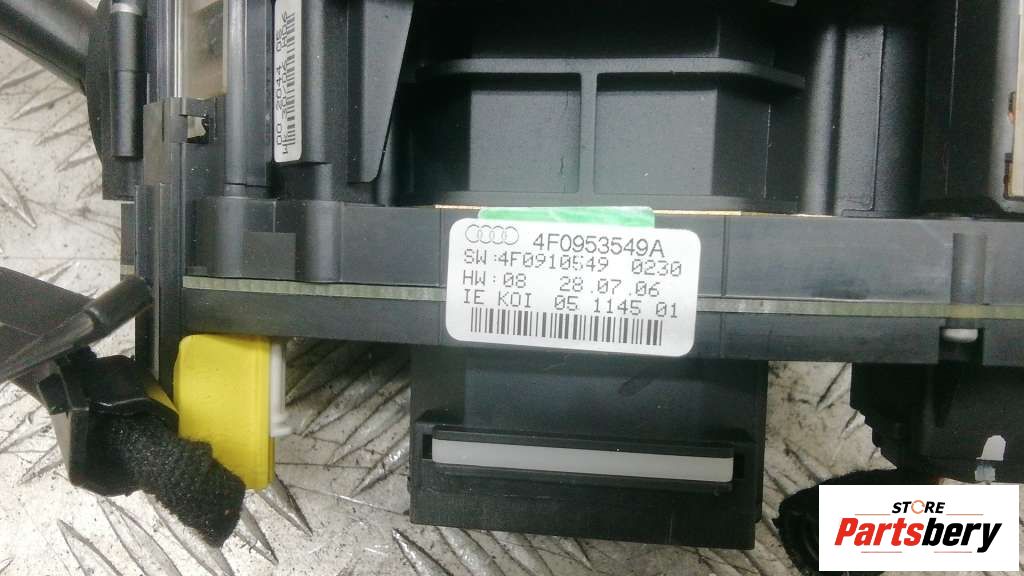 4F0953549A
SW:4F0910549 0230
HW:08 28.07.06
IE KOI 05 1145 01
STORE
Partsbery